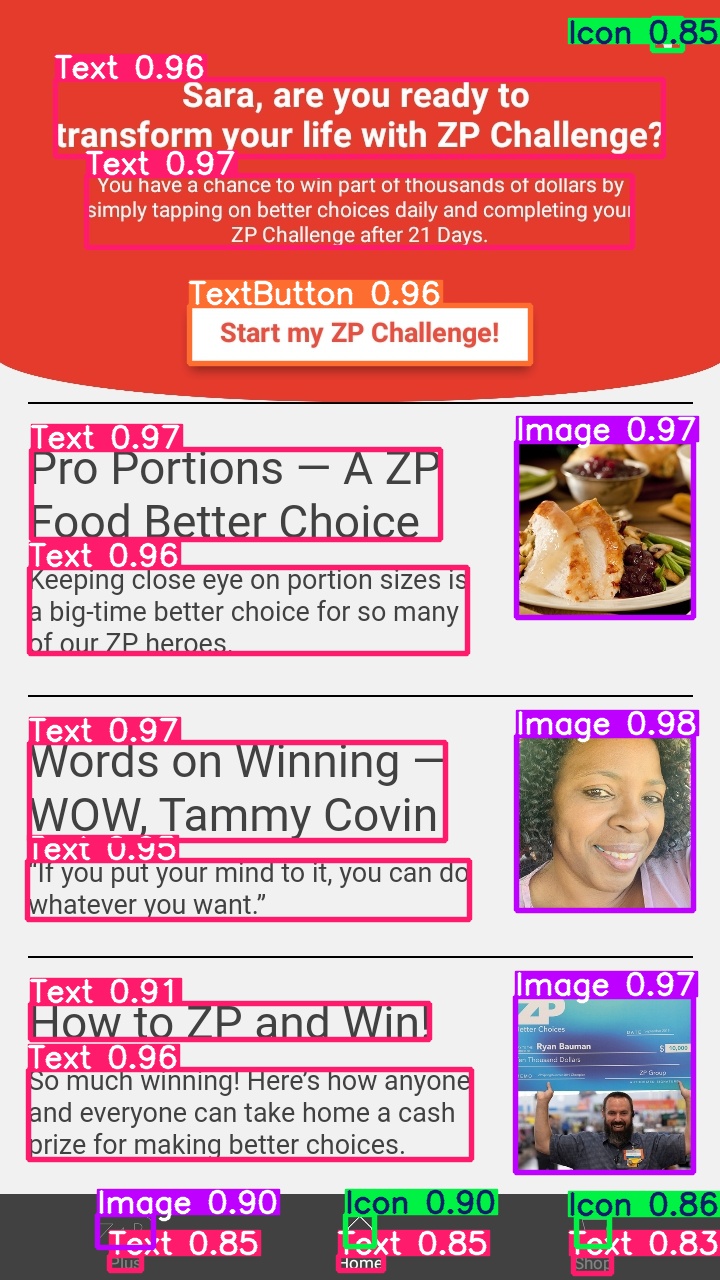 Icon 0.85
Text 0.96
Sara, are you ready to
transform your life with ZP Challenge?
Text 0.97
You have a chance to win part of thousands of dollars by
simply tapping on better choices daily and completing your
ZP Challenge after 21 Days.
TextButton 0.96
Start my ZP Challenge!
Text 0.97
Image 0.97
Pro Portions — A ZP
Food Better Choice
Text 0.96
Keeping close eye on portion sizes is
a big-time better choice for so many
of our ZP heroes.
Text 0.97
Image 0.98
Words on Winning —
WOW, Tammy Covin
Text 0.95
“If you put your mind to it, you can do
whatever you want.”
Text 0.91
Image 0.97
How to ZP and Win!
ZP
etter Choices
DATE
Ryan Bauman
$ 10,000
en Thousand Dollars
ZP Group
Text 0.96
So much winning! Here’s how anyone
and everyone can take home a cash
prize for making better choices.
Image 0.90
Icon 0.90
Icon 0.86
Text 0.85
Text 0.85
Text 0.83
Plus
Home
Shop